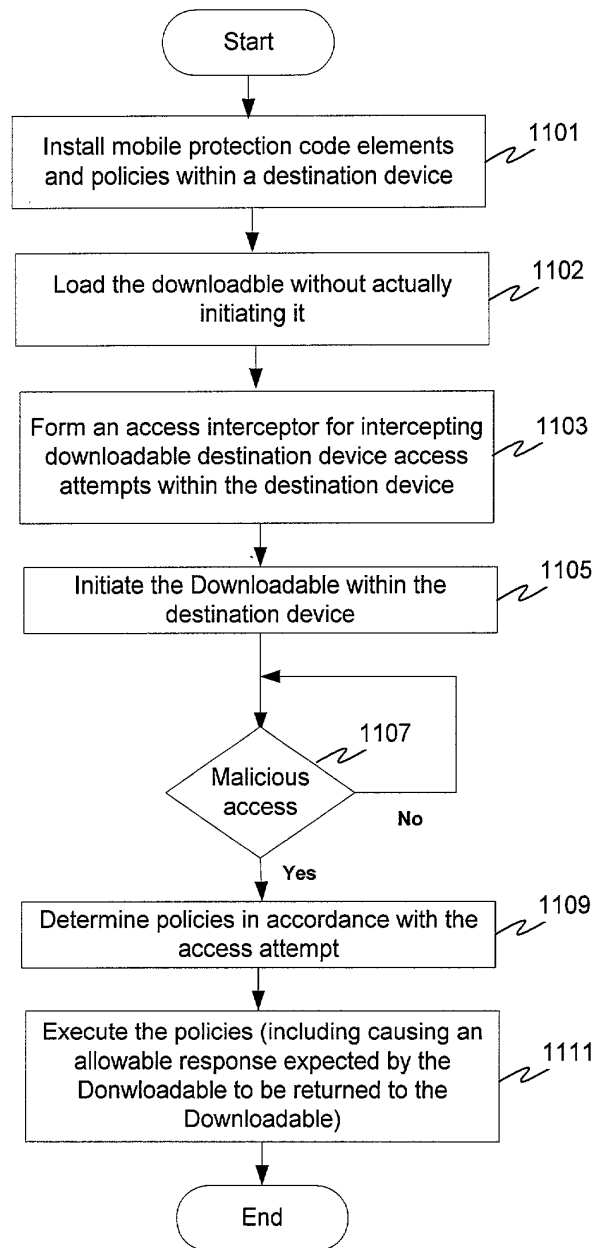 Start
Install mobile protection code elements
and policies within a destination device
1101
Load the downloadble without actually
initiating it
1102
Form an access interceptor for intercepting
downloadable destination device access
attempts within the destination device
1103
Initiate the Downloadable within the
destination device
1105
Malicious
access
1107
No
Yes
Determine policies in accordance with the
access attempt
1109
Execute the policies (including causing an
allowable response expected by the
Donwloadable to be returned to the
Downloadable)
1111
End